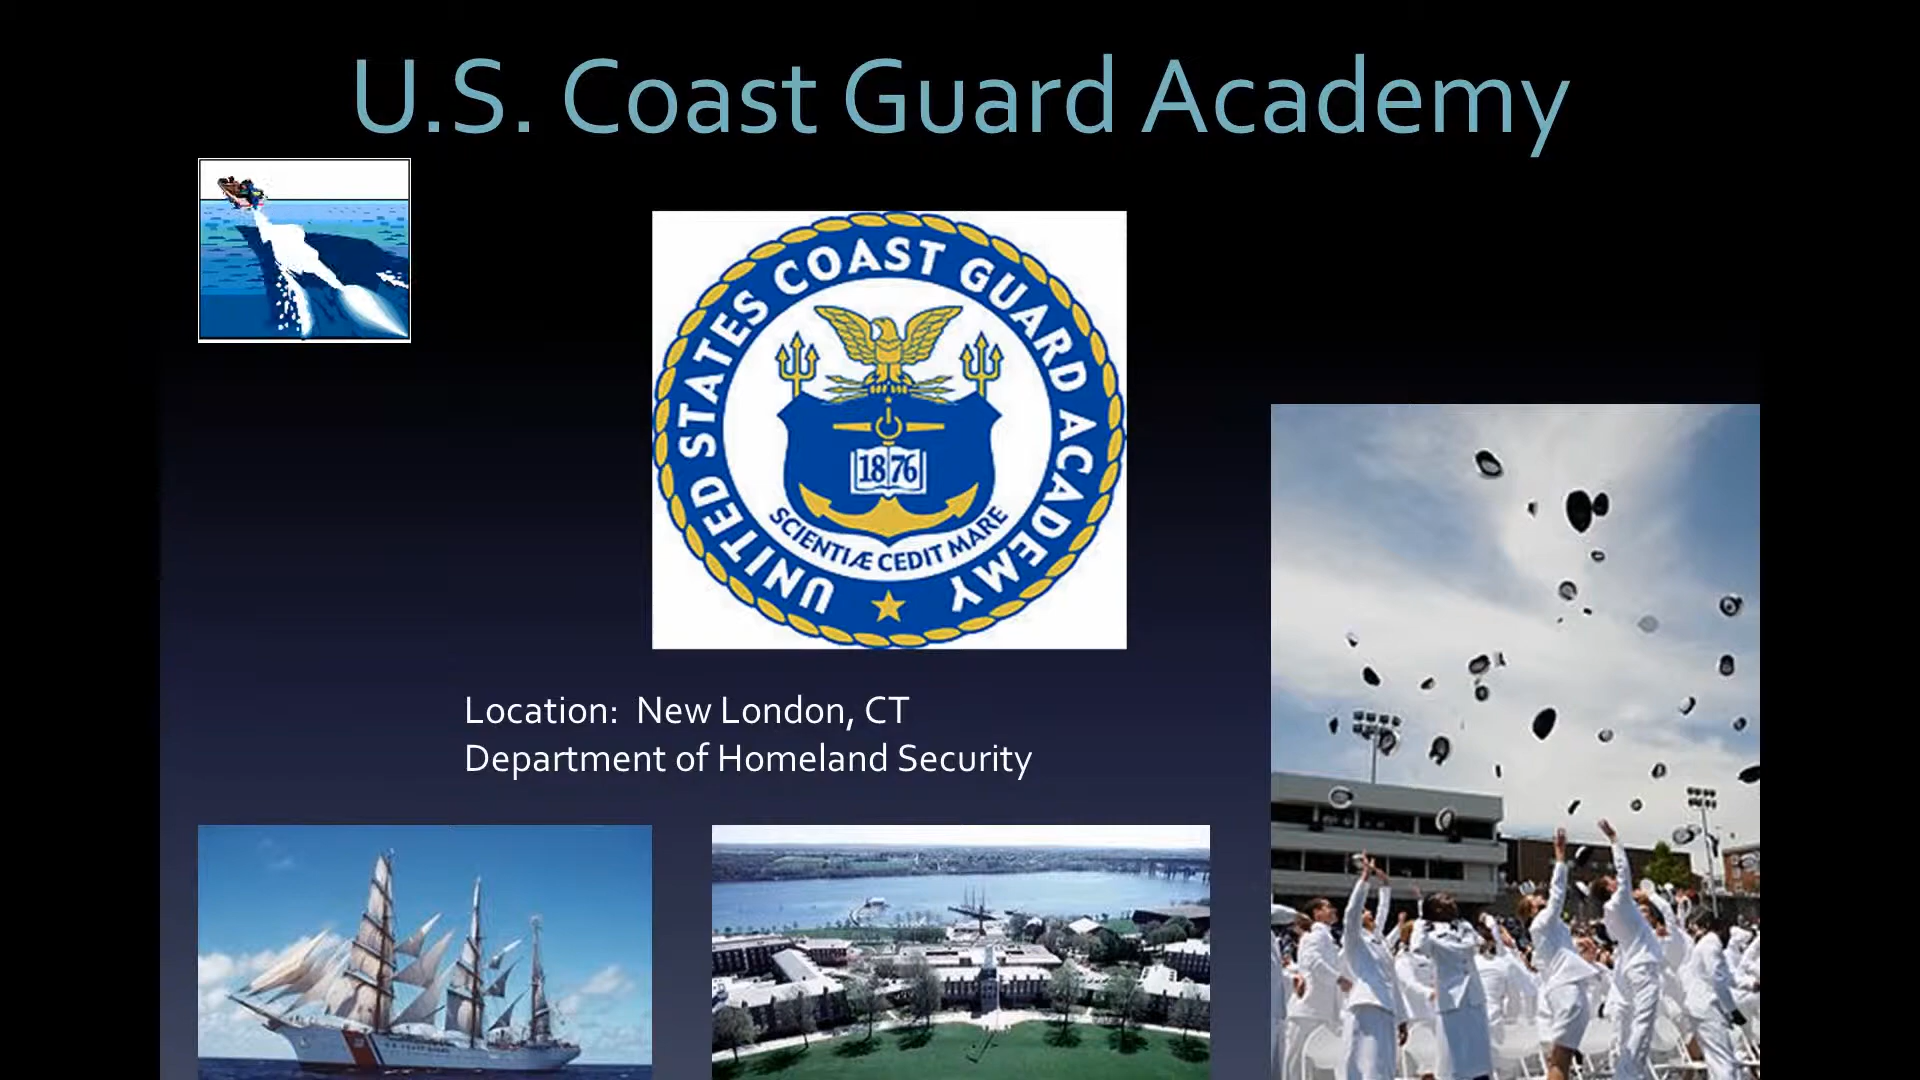 U.S. Coast Guard Academy
UNITED STATES COAST GUARD ACADEMY
1876
SCIENTIÆ CEDIT MARE
Location: New London, CT
Department of Homeland Security